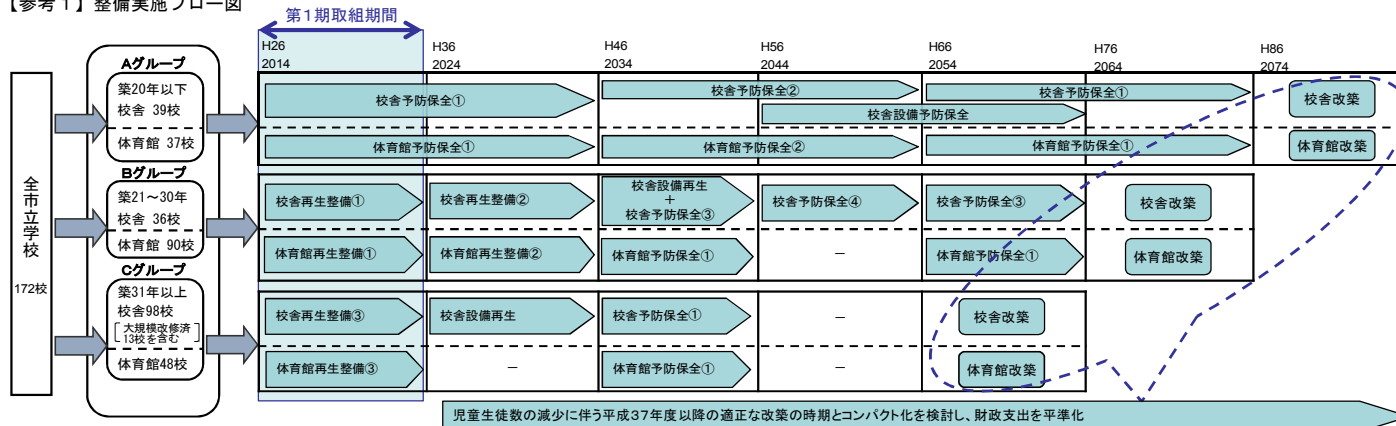 【参考1】整備実施フロー図
第1期取組期間
H26
2014
H36
2024
H46
2034
H56
2044
H66
2054
H76
2064
H86
2074
全市立学校
172校
Aグループ
築20年以下
校舎 39校
体育館 37校
校舎予防保全①
校舎予防保全②
校舎予防保全①
校舎設備予防保全
校舎改築
体育館予防保全①
体育館予防保全②
体育館予防保全①
体育館改築
Bグループ
築21~30年
校舎 36校
体育館 90校
校舎再生整備①
校舎再生整備②
校舎設備再生
+
校舎予防保全③
校舎予防保全④
校舎予防保全③
校舎改築
体育館再生整備①
体育館再生整備②
体育館予防保全①
－
体育館予防保全①
体育館改築
Cグループ
築31年以上
校舎98校
[大規模改修済
13校を含む]
体育館48校
校舎再生整備③
校舎設備再生
校舎予防保全①
－
校舎改築
体育館再生整備③
－
体育館予防保全①
－
体育館改築
児童生徒数の減少に伴う平成37年度以降の適正な改築の時期とコンパクト化を検討し、財政支出を平準化